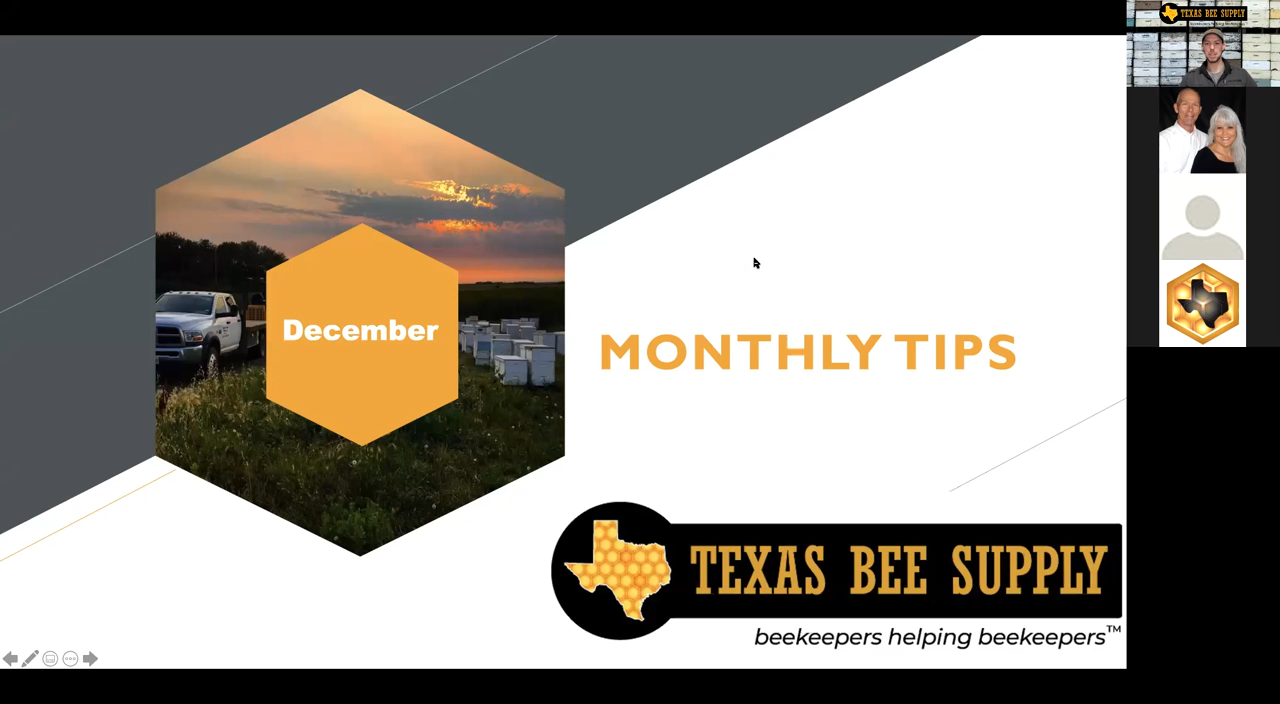 December
MONTHLY TIPS
TEXAS BEE SUPPLY
beekeepers helping beekeepers™
TEXAS BEE SUPPLY